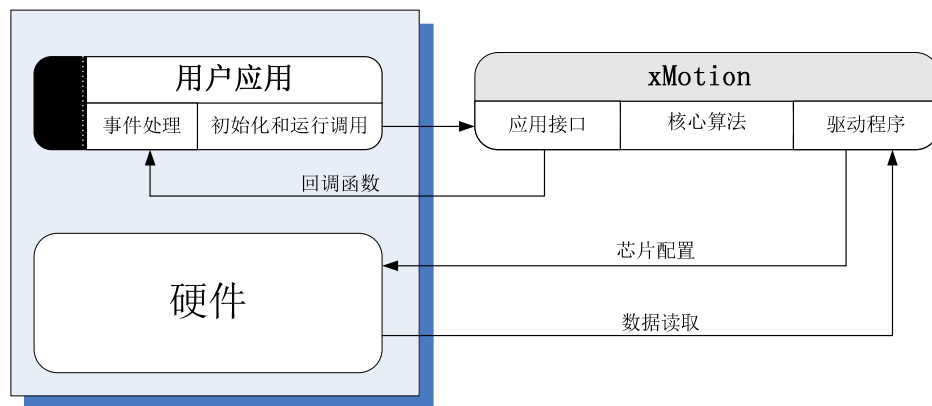 用户应用
xMotion
事件处理
初始化和运行调用
应用接口
核心算法
驱动程序
回调函数
芯片配置
硬件
数据读取